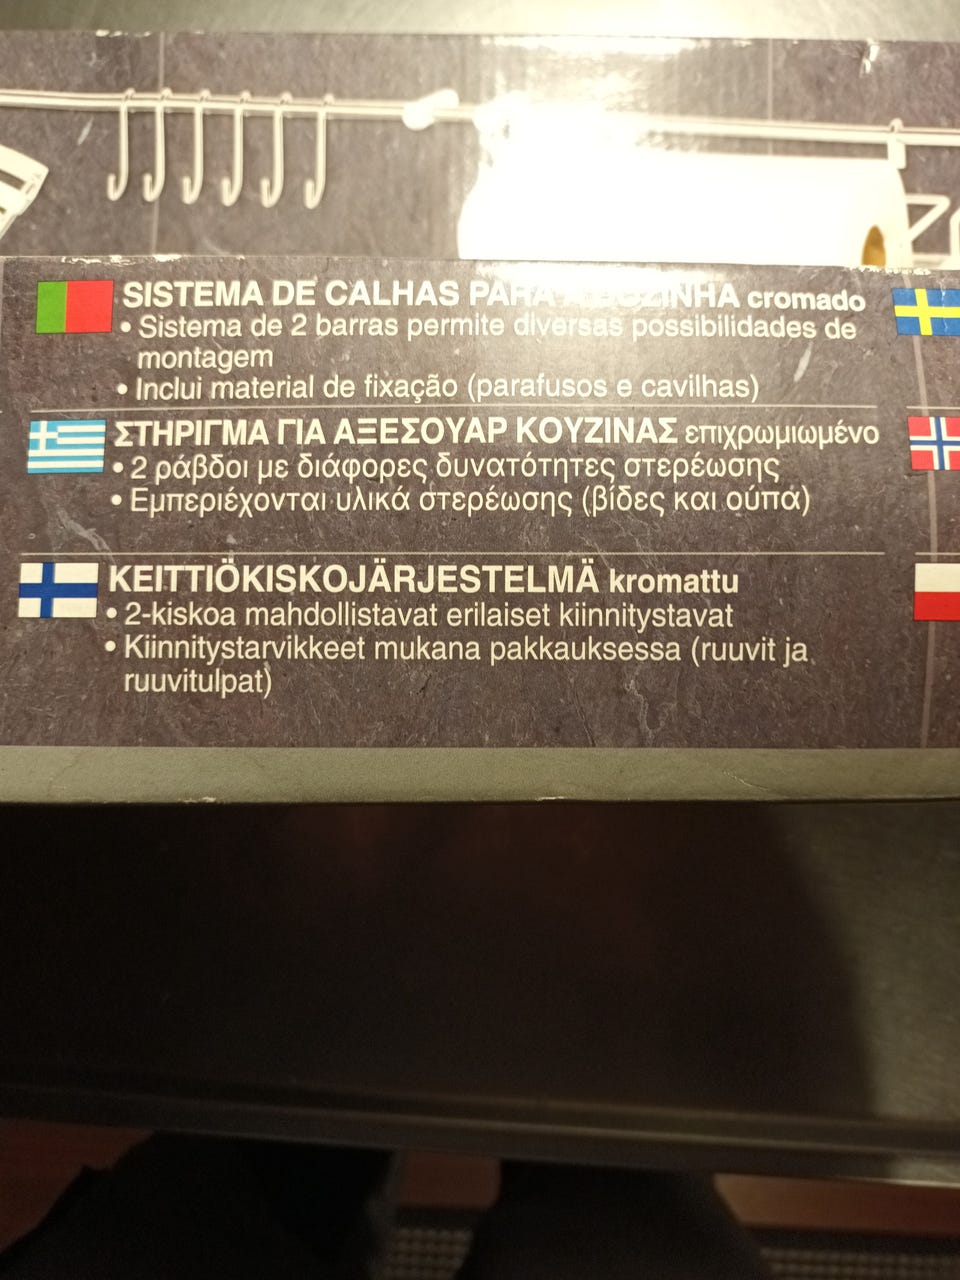 SISTEMA DE CALHAS PARA A COZINHA cromado
• Sistema de 2 barras permite diversas possibilidades de
montagem
• Inclui material de fixação (parafusos e cavilhas)
ΣΤΗΡΙΓΜΑ ΓΙΑ ΑΞΕΣΟΥΑΡ ΚΟΥΖΙΝΑΣ επιχρωμιωμένο
• 2 ράβδοι με διάφορες δυνατότητες στερέωσης
• Εμπεριέχονται υλικά στερέωσης (βίδες και ούπα)
KEITTIÖKISKOJÄRJESTELMÄ kromattu
• 2-kiskoa mahdollistavat erilaiset kiinnitystavat
• Kiinnitystarvikkeet mukana pakkauksessa (ruuvit ja
ruuvitulpat)